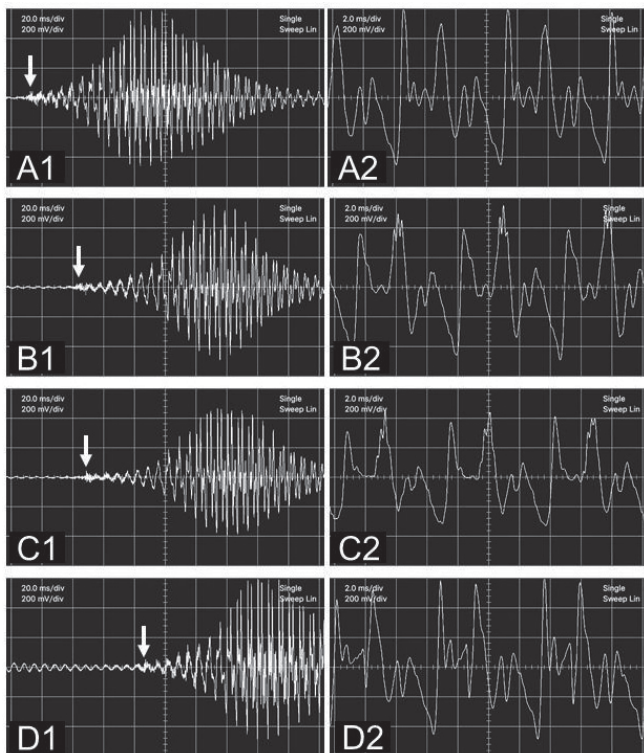 20.0 ms/div
200 mV/div
Single
Sweep Lin
A1
2.0 ms/div
200 mV/div
Single
Sweep Lin
A2
20.0 ms/div
200 mV/div
Single
Sweep Lin
B1
2.0 ms/div
200 mV/div
Single
Sweep Lin
B2
20.0 ms/div
200 mV/div
Single
Sweep Lin
C1
2.0 ms/div
200 mV/div
Single
Sweep Lin
C2
20.0 ms/div
200 mV/div
Single
Sweep Lin
D1
2.0 ms/div
200 mV/div
Single
Sweep Lin
D2